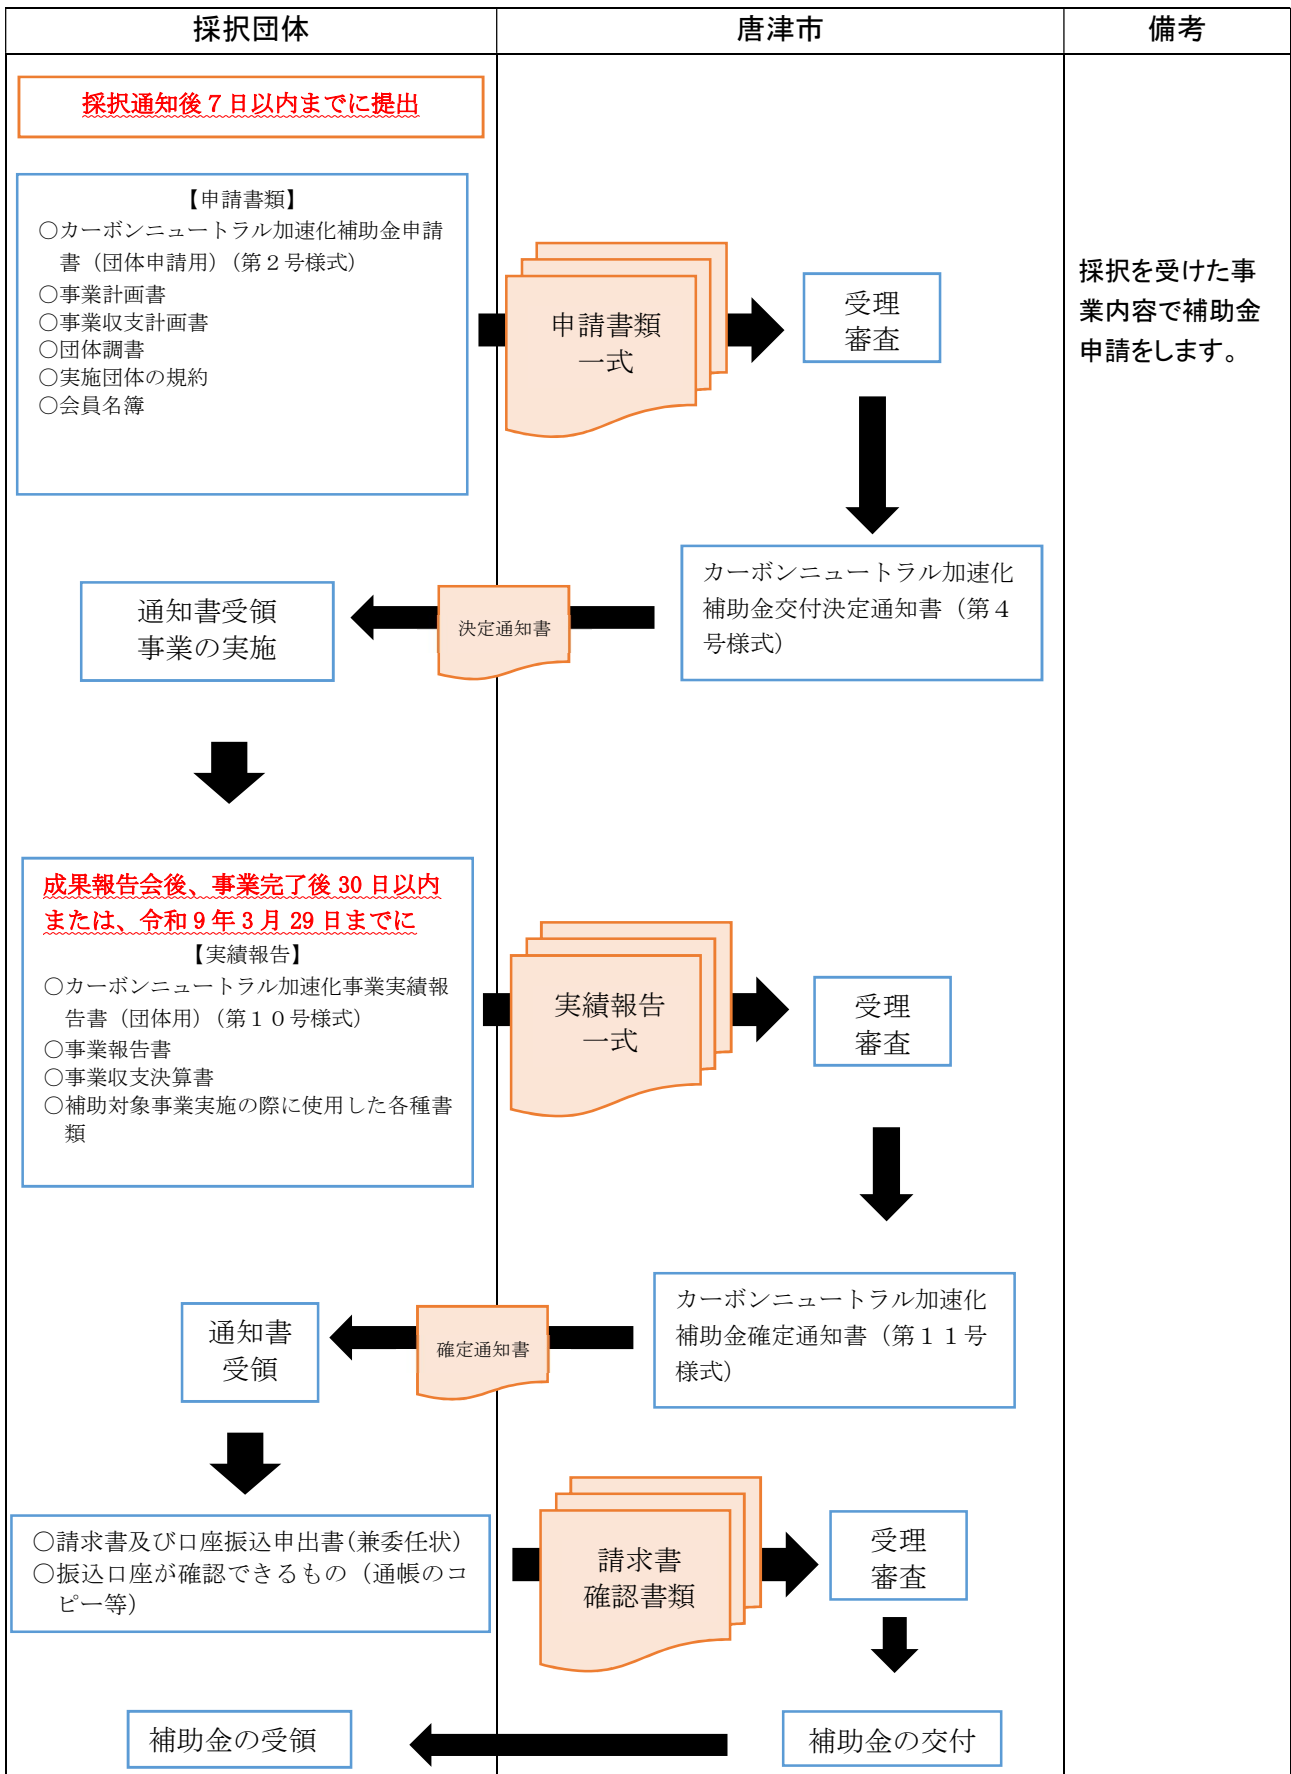 採択団体
唐津市
備考
採択通知後７日以内までに提出
【申請書類】
○カーボンニュートラル加速化補助金申請
書（団体申請用）（第２号様式）
○事業計画書
○事業収支計画書
○団体調書
○実施団体の規約
○会員名簿
申請書類
一式
受理
審査
採択を受けた事
業内容で補助金
申請をします。
カーボンニュートラル加速化
補助金交付決定通知書（第４
号様式）
決定通知書
通知書受領
事業の実施
成果報告会後、事業完了後 30 日以内
または、令和 9 年 3 月 29 日までに
【実績報告】
○カーボンニュートラル加速化事業実績報
告書（団体用）（第１０号様式）
○事業報告書
○事業収支決算書
○補助対象事業実施の際に使用した各種書
類
実績報告
一式
受理
審査
カーボンニュートラル加速化
補助金確定通知書（第１１号
様式）
確定通知書
通知書
受領
○請求書及び口座振込申出書(兼委任状)
○振込口座が確認できるもの（通帳のコ
ピー等）
請求書
確認書類
受理
審査
補助金の交付
補助金の受領